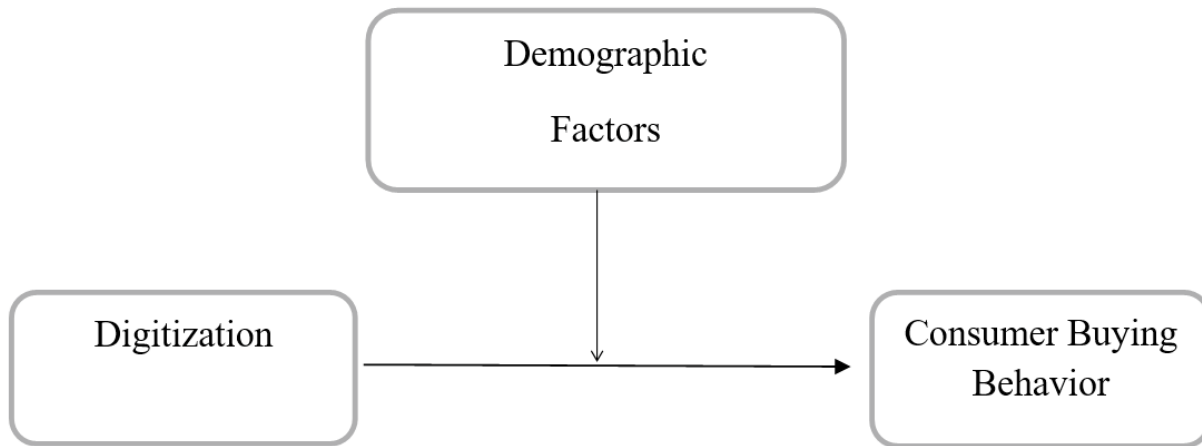 Demographic
Factors
Digitization
Consumer Buying
Behavior